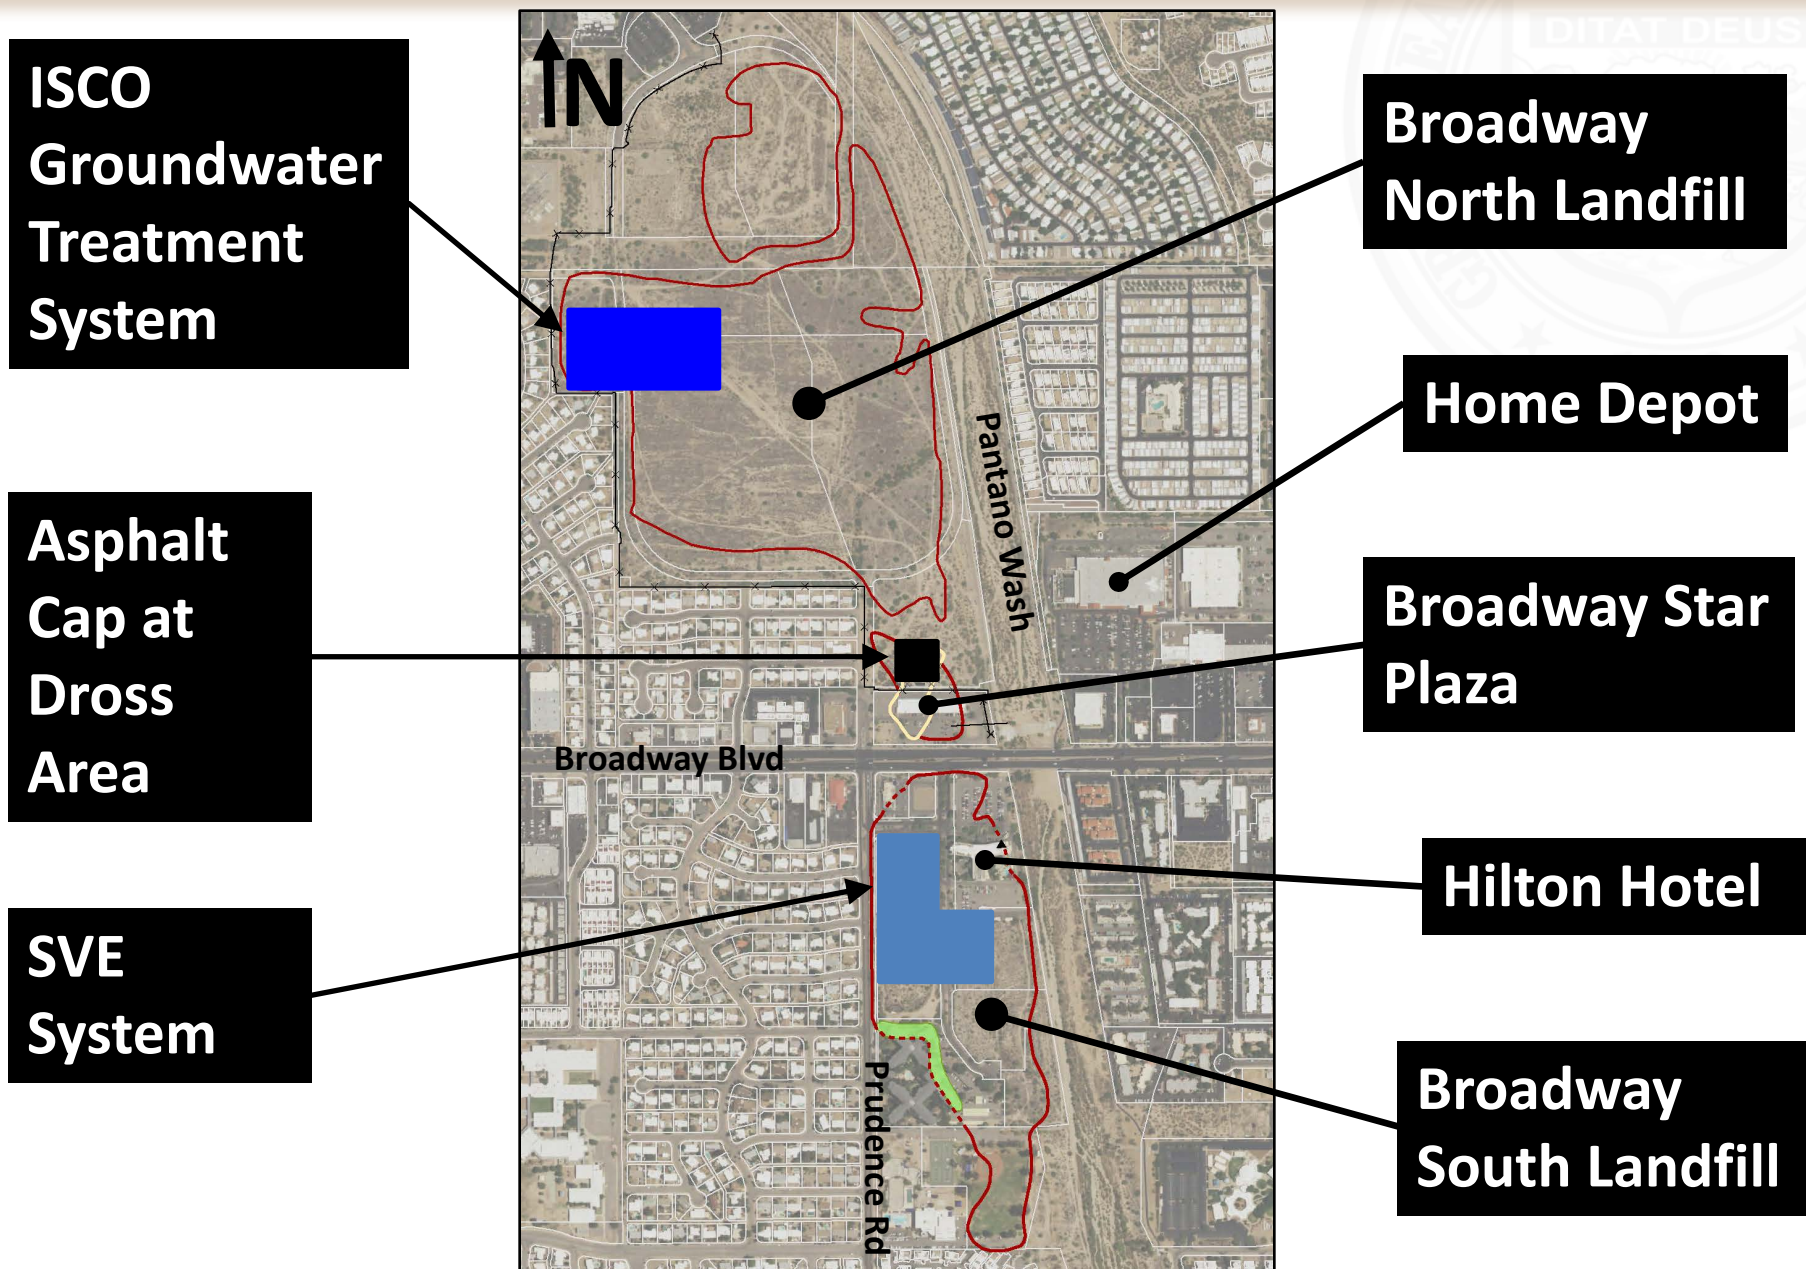 DITAT DEUS
N
ISCO
Groundwater
Treatment
System
Broadway
North Landfill
Home Depot
Pantano Wash
Asphalt
Cap at
Dross
Area
Broadway Star
Plaza
Broadway Blvd
Hilton Hotel
SVE
System
Prudence Rd
Broadway
South Landfill